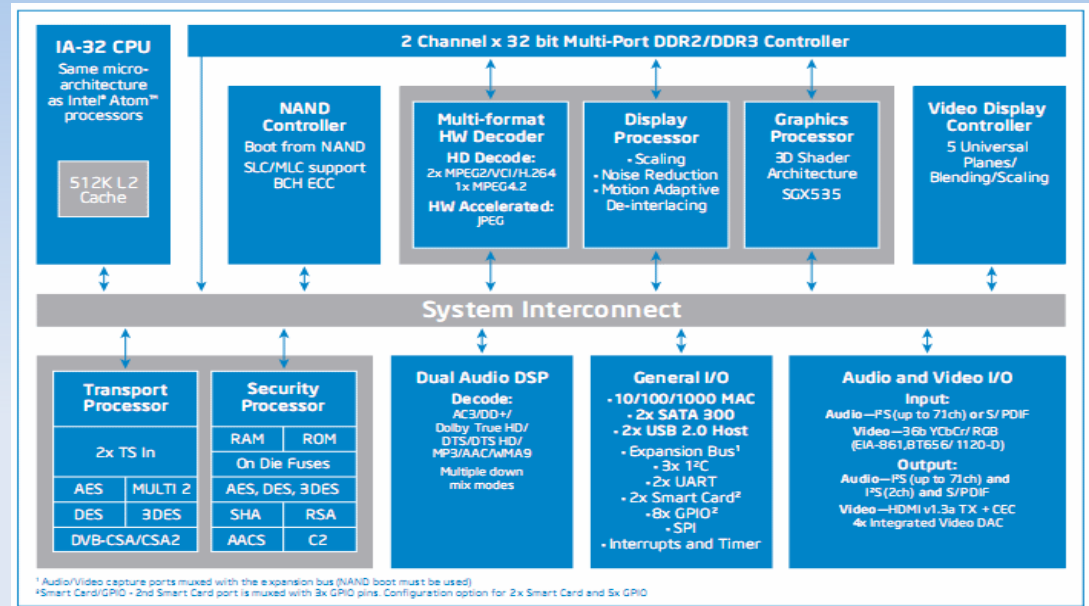 IA-32 CPU
Same micro-
architecture
as Intel® Atom™
processors
512K L2
Cache
2 Channel x 32 bit Multi-Port DDR2/DDR3 Controller
NAND
Controller
Boot from NAND
SLC/MLC support
BCH ECC
Multi-format
HW Decoder
HD Decode:
2x MPEG2/VCI/H.264
1x MPEG4.2
HW Accelerated:
JPEG
Display
Processor
• Scaling
• Noise Reduction
• Motion Adaptive
De-interlacing
Graphics
Processor
3D Shader
Architecture
SGX535
Video Display
Controller
5 Universal
Planes/
Blending/Scaling
System Interconnect
Transport
Processor
2x TS In
AES
MULTI 2
DES
3DES
DVB-CSA/CSA2
Security
Processor
RAM
ROM
On Die Fuses
AES, DES, 3DES
SHA
RSA
AACS
C2
Dual Audio DSP
Decode:
AC3/DD+/
Dolby True HD/
DTS/DTS HD/
MP3/AAC/WMA9
Multiple down
mix modes
General I/O
• 10/100/1000 MAC
• 2x SATA 300
• 2x USB 2.0 Host
• Expansion Bus¹
• 3x I²C
• 2x UART
• 2x Smart Card²
• 8x GPIO²
• SPI
• Interrupts and Timer
Audio and Video I/O
Input:
Audio—I²S (up to 7.1ch) or S/PDIF
Video—36b YCbCr/RGB
(EIA-861,BT656/ 1120-D)
Output:
Audio—I²S (up to 7.1ch) and
I²S (2ch) and S/PDIF
Video—HDMI v1.3a TX + CEC
4x Integrated Video DAC
¹ Audio/Video capture ports muxed with the expansion bus (NAND boot must be used)
²Smart Card/GPIO - 2nd Smart Card port is muxed with 3x GPIO pins. Configuration option for 2x Smart Card and 5x GPIO